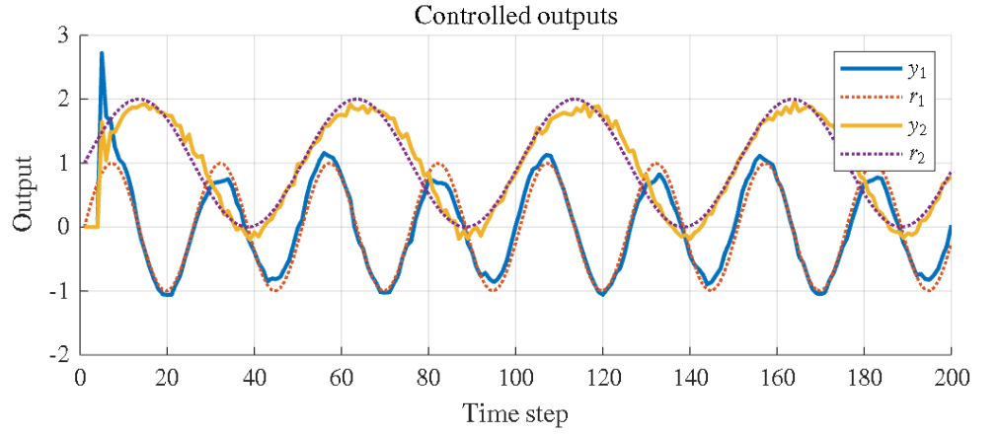 Controlled outputs
3
2
1
0
-1
-2
Output
0 20 40 60 80 100 120 140 160 180 200
Time step
y₁
r₁
y₂
r₂